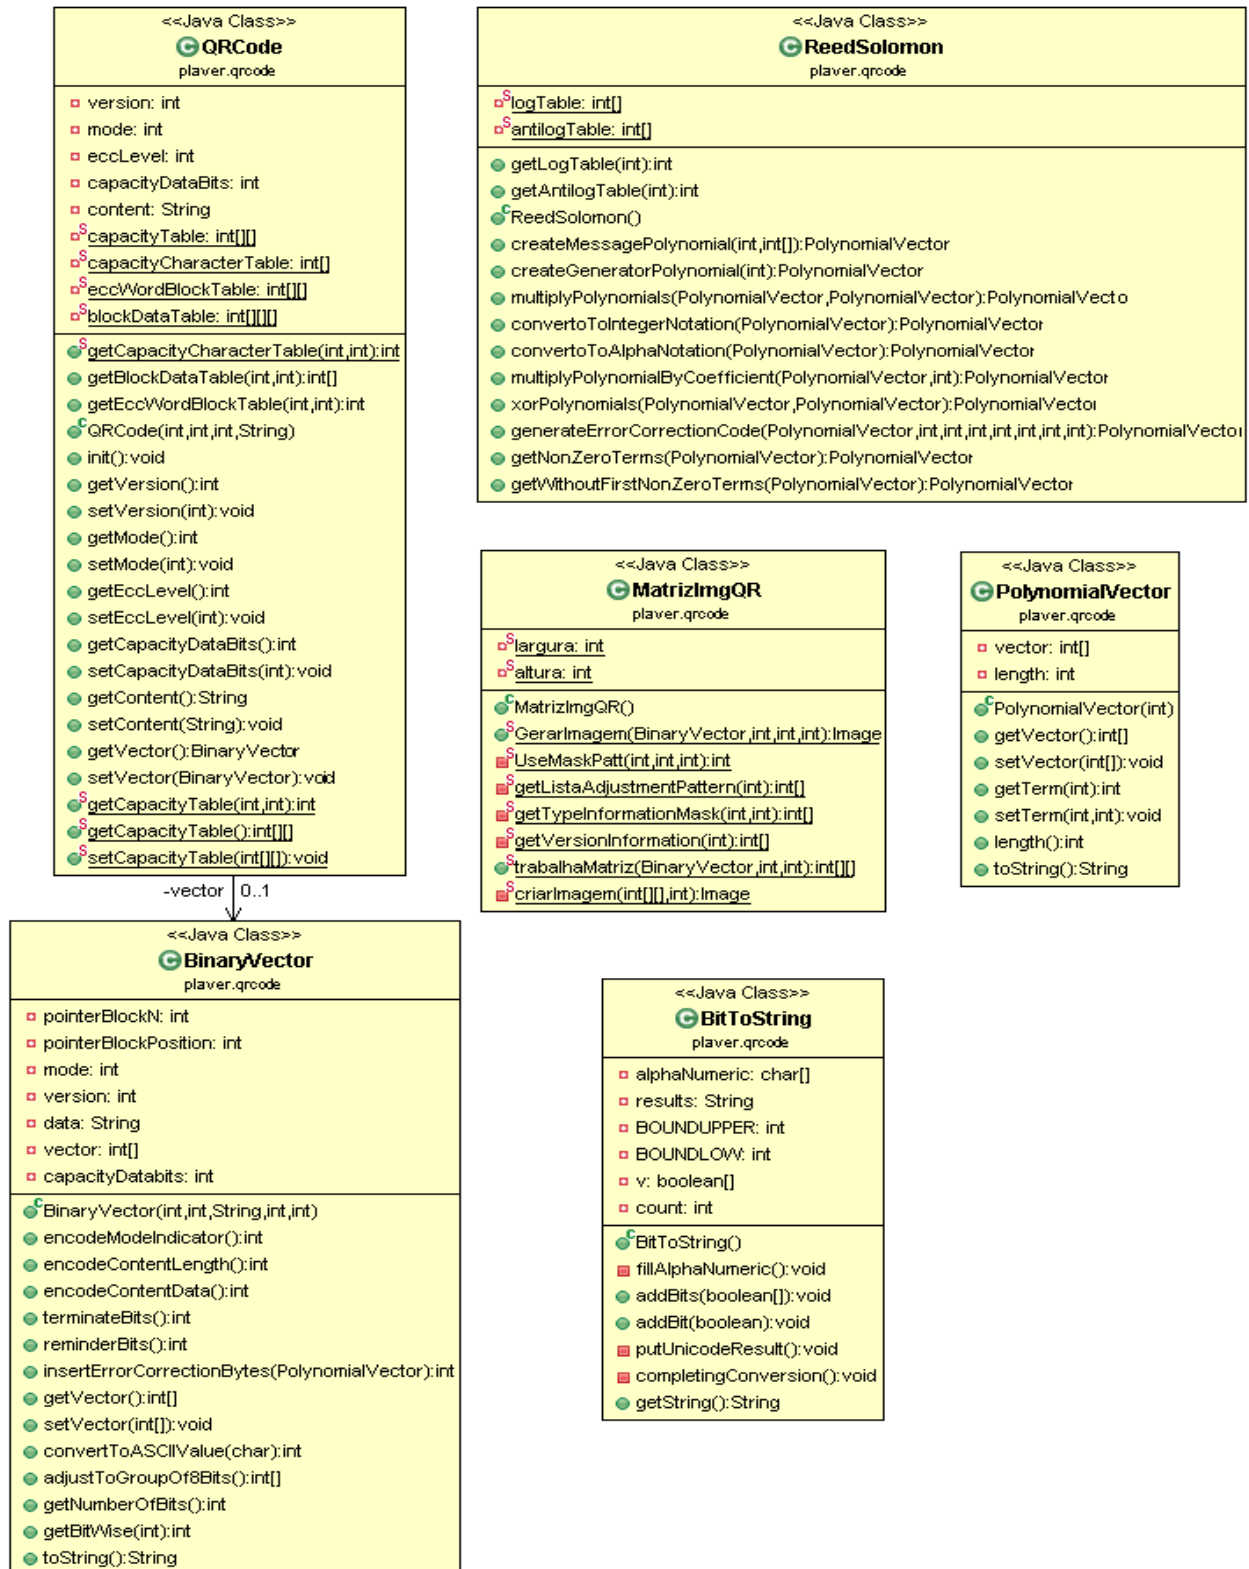 <<Java Class>>
QRCode
plaver.qrcode
version: int
mode: int
eccLevel: int
capacityDataBits: int
content: String
capacityTable: int[][]
capacityCharacterTable: int[]
eccWordBlockTable: int[][]
blockDataTable: int[][][]
getCapacityCharacterTable(int,int):int
getBlockDataTable(int,int):int[]
getEccWordBlockTable(int,int):int
QRCode(int,int,int,String)
init():void
getVersion():int
setVersion(int):void
getMode():int
setMode(int):void
getEccLevel():int
setEccLevel(int):void
getCapacityDataBits():int
setCapacityDataBits(int):void
getContent():String
setContent(String):void
getVector():BinaryVector
setVector(BinaryVector):void
getCapacityTable(int,int):int
getCapacityTable():int[][]
setCapacityTable(int[][]):void
-vector 0..1
<<Java Class>>
BinaryVector
plaver.qrcode
pointerBlockN: int
pointerBlockPosition: int
mode: int
version: int
data: String
vector: int[]
capacityDatabits: int
BinaryVector(int,int,String,int,int)
encodeModeIndicator():int
encodeContentLength():int
encodeContentData():int
terminateBits():int
reminderBits():int
insertErrorCorrectionBytes(PolynomialVector):int
getVector():int[]
setVector(int[]):void
convertToASCIIValue(char):int
adjustToGroupOf8Bits():int[]
getNumberOfBits():int
getBitWise(int):int
toString():String
<<Java Class>>
ReedSolomon
plaver.qrcode
logTable: int[]
antilogTable: int[]
getLogTable(int):int
getAntilogTable(int):int
ReedSolomon()
createMessagePolynomial(int,int[]):PolynomialVector
createGeneratorPolynomial(int):PolynomialVector
multiplyPolynomials(PolynomialVector,PolynomialVector):PolynomialVecto
convertoToIntegerNotation(PolynomialVector):PolynomialVector
convertoToAlphaNotation(PolynomialVector):PolynomialVector
multiplyPolynomialByCoefficient(PolynomialVector,int):PolynomialVector
xorPolynomials(PolynomialVector,PolynomialVector):PolynomialVector
generateErrorCorrectionCode(PolynomialVector,int,int,int,int,int,int,int):PolynomialVector
getNonZeroTerms(PolynomialVector):PolynomialVector
getWithoutFirstNonZeroTerms(PolynomialVector):PolynomialVector
<<Java Class>>
MatrizImgQR
plaver.qrcode
largura: int
altura: int
MatrizImgQR()
GerarImagem(BinaryVector,int,int,int):Image
UseMaskPatt(int,int,int):int
getListaAdjustmentPattern(int):int[]
getTypeInformationMask(int,int):int[]
getVersionInformation(int):int[]
trabalhaMatriz(BinaryVector,int,int):int[][]
criarImagem(int[][],int):Image
<<Java Class>>
PolynomialVector
plaver.qrcode
vector: int[]
length: int
PolynomialVector(int)
getVector():int[]
setVector(int[]):void
getTerm(int):int
setTerm(int,int):void
length():int
toString():String
<<Java Class>>
BitToString
plaver.qrcode
alphaNumeric: char[]
results: String
BOUNDUPPER: int
BOUNDLOW: int
v: boolean[]
count: int
BitToString()
fillAlphaNumeric():void
addBits(boolean[]):void
addBit(boolean):void
putUnicodeResult():void
completingConversion():void
getString():String